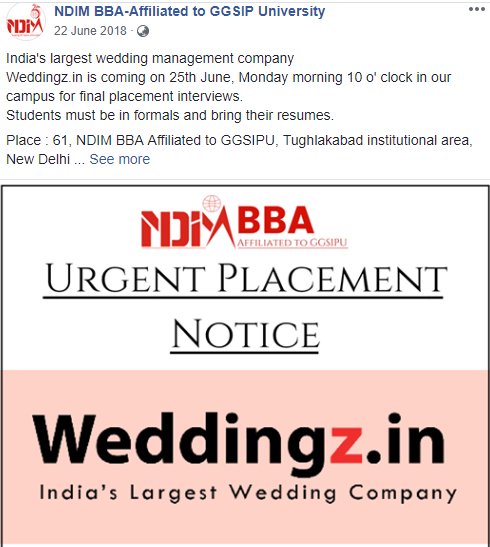 NDIM BBA-Affiliated to GGSIP University
22 June 2018 ·
India's largest wedding management company
Weddingz.in is coming on 25th June, Monday morning 10 o' clock in our
campus for final placement interviews.
Students must be in formals and bring their resumes.
Place : 61, NDIM BBA Affiliated to GGSIPU, Tughlakabad institutional area,
New Delhi ... See more
NDIM BBA
AFFILIATED TO GGSIPU
URGENT PLACEMENT
NOTICE
Weddingz.in
India's Largest Wedding Company